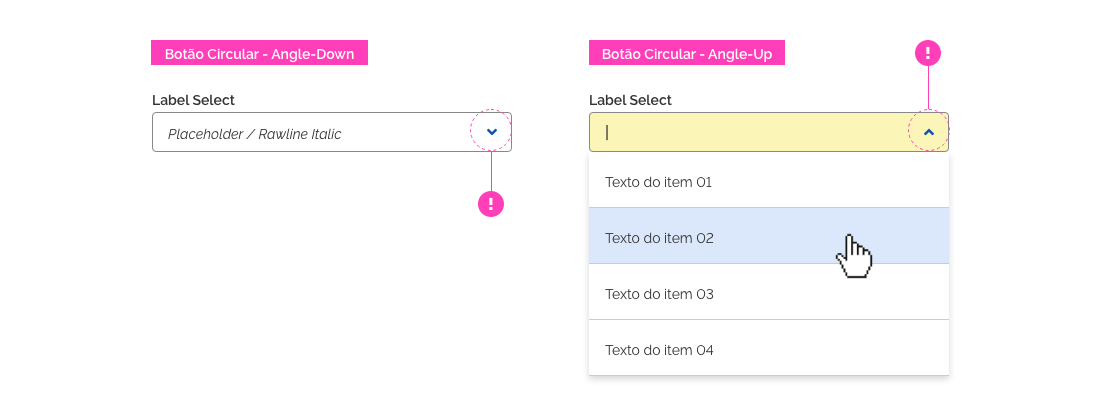 Botão Circular - Angle-Down
Label Select
Placeholder / Rawline Italic
!
Botão Circular - Angle-Up
!
Label Select
Texto do item 01
Texto do item 02
Texto do item 03
Texto do item 04